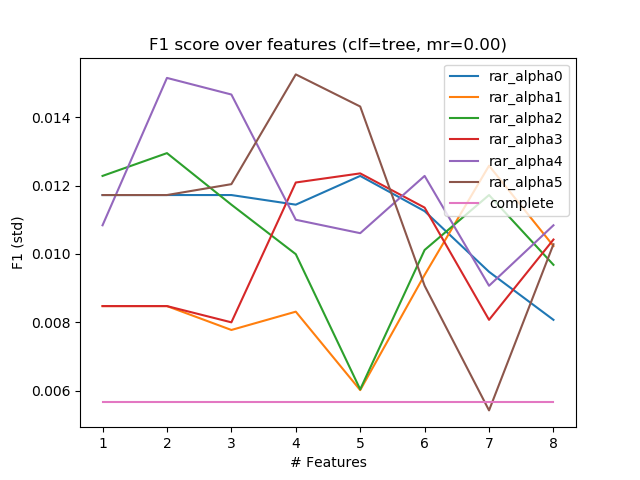 F1 score over features (clf=tree, mr=0.00)
rar_alpha0
rar_alpha1
rar_alpha2
rar_alpha3
rar_alpha4
rar_alpha5
complete
F1 (std)
0.014
0.012
0.010
0.008
0.006
1 2 3 4 5 6 7 8
# Features